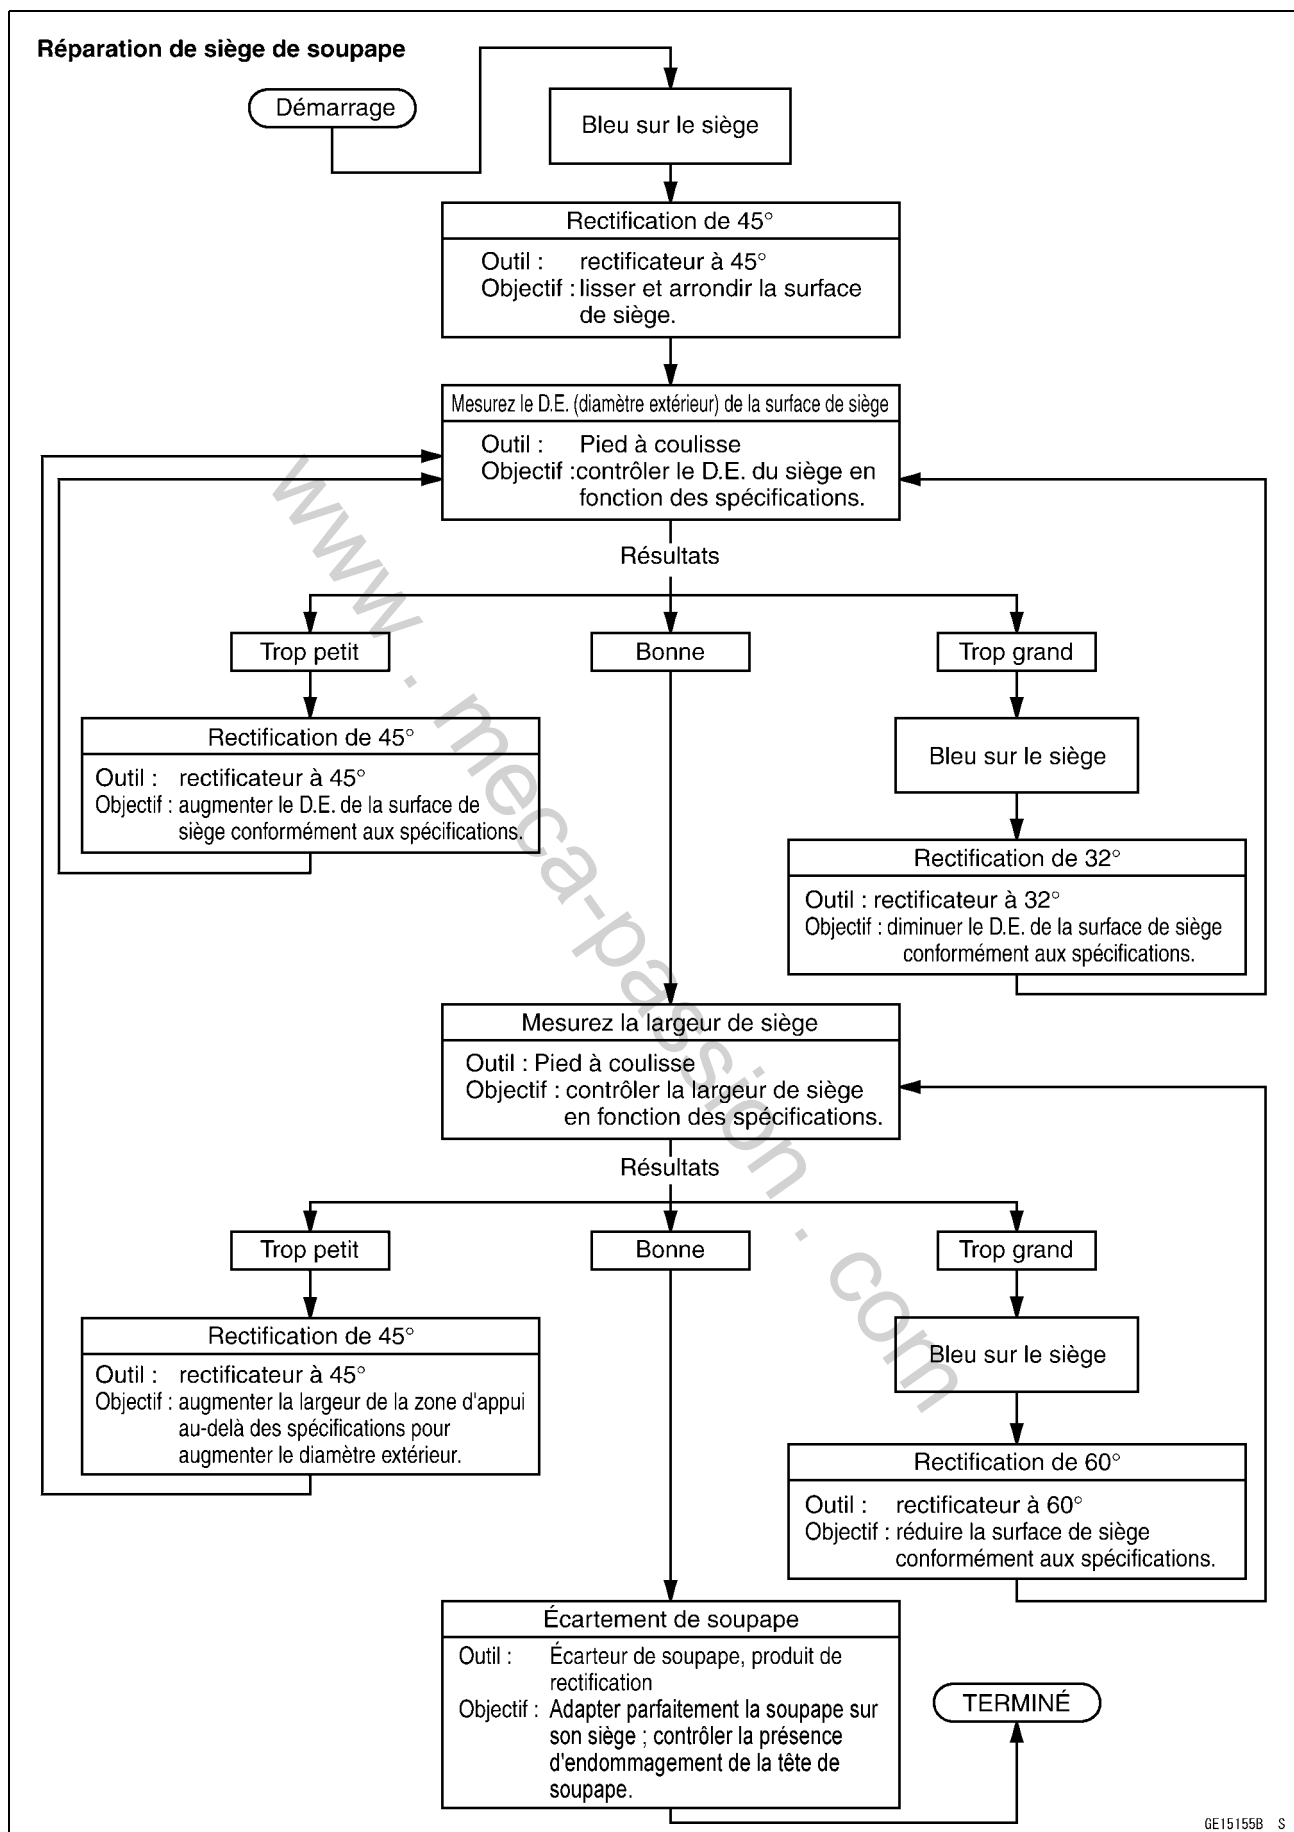 Réparation de siège de soupape
Démarrage
Bleu sur le siège
Rectification de 45°
Outil : rectificateur à 45°
Objectif : lisser et arrondir la surface
de siège.
Mesurez le D.E. (diamètre extérieur) de la surface de siège
Outil : Pied à coulisse
Objectif : contrôler le D.E. du siège en
fonction des spécifications.
Résultats
Trop petit
Bonne
Trop grand
Rectification de 45°
Outil : rectificateur à 45°
Objectif : augmenter le D.E. de la surface de
siège conformément aux spécifications.
Bleu sur le siège
Rectification de 32°
Outil : rectificateur à 32°
Objectif : diminuer le D.E. de la surface de siège
conformément aux spécifications.
Mesurez la largeur de siège
Outil : Pied à coulisse
Objectif : contrôler la largeur de siège
en fonction des spécifications.
Résultats
Trop petit
Bonne
Trop grand
Rectification de 45°
Outil : rectificateur à 45°
Objectif : augmenter la largeur de la zone d'appui
au-delà des spécifications pour
augmenter le diamètre extérieur.
Bleu sur le siège
Rectification de 60°
Outil : rectificateur à 60°
Objectif : réduire la surface de siège
conformément aux spécifications.
Écartement de soupape
Outil : Écarteur de soupape, produit de
rectification
Objectif : Adapter parfaitement la soupape sur
son siège ; contrôler la présence
d'endommagement de la tête de
soupape.
TERMINÉ
GE15155B S
www . meca-passion . com